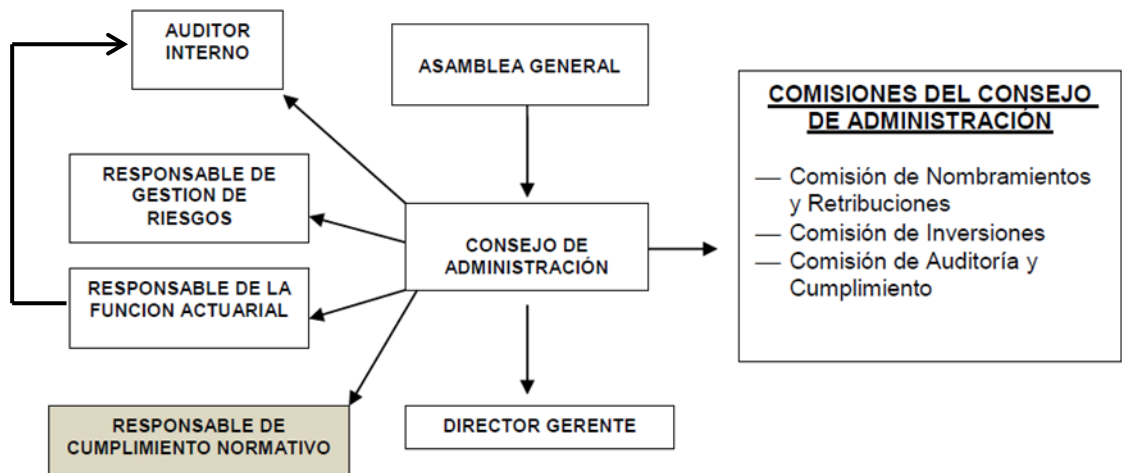 AUDITOR
INTERNO
ASAMBLEA GENERAL
COMISIONES DEL CONSEJO
DE ADMINISTRACIÓN
— Comisión de Nombramientos
y Retribuciones
— Comisión de Inversiones
— Comisión de Auditoría y
Cumplimiento
RESPONSABLE DE
GESTION DE
RIESGOS
CONSEJO DE
ADMINISTRACIÓN
RESPONSABLE DE LA
FUNCION ACTUARIAL
RESPONSABLE DE
CUMPLIMIENTO NORMATIVO
DIRECTOR GERENTE